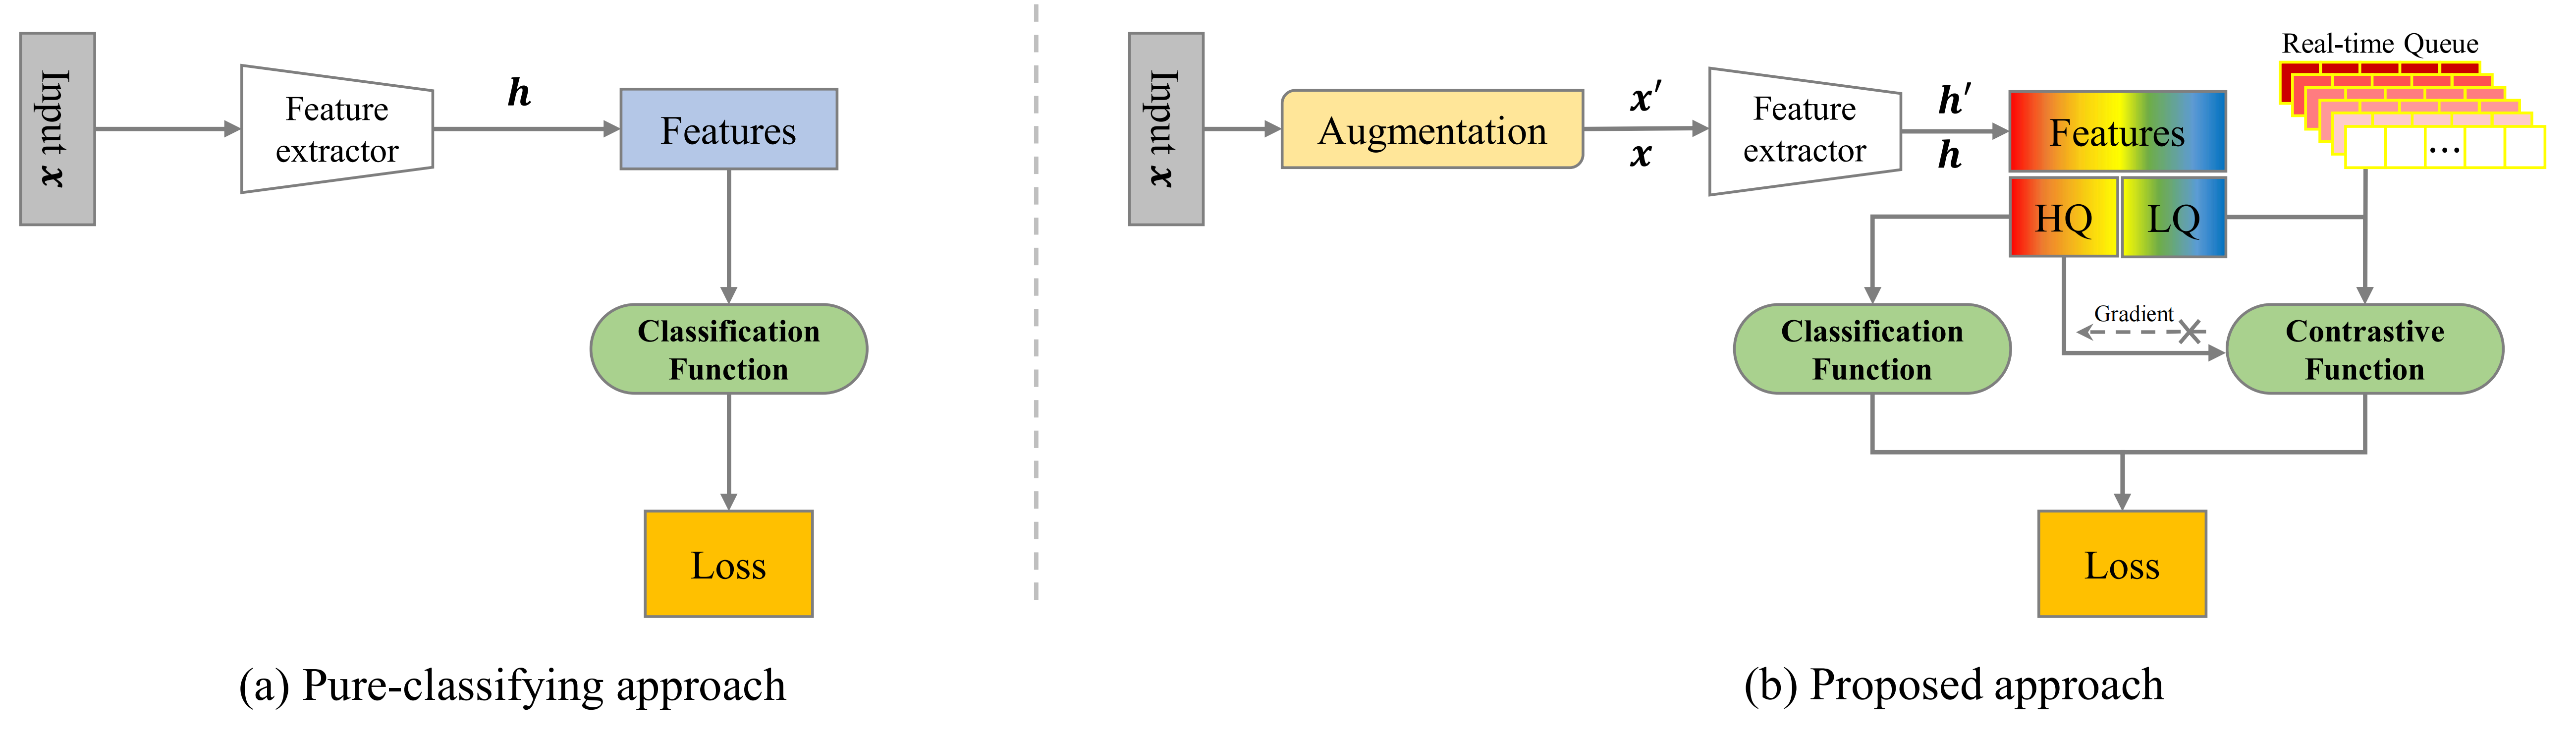 Input x
Feature
extractor
h
Features
Classification
Function
Loss
(a) Pure-classifying approach
Input x
Augmentation
x′
x
Feature
extractor
h′
h
Features
HQ
LQ
Real-time Queue
...
Gradient
Classification
Function
Contrastive
Function
Loss
(b) Proposed approach